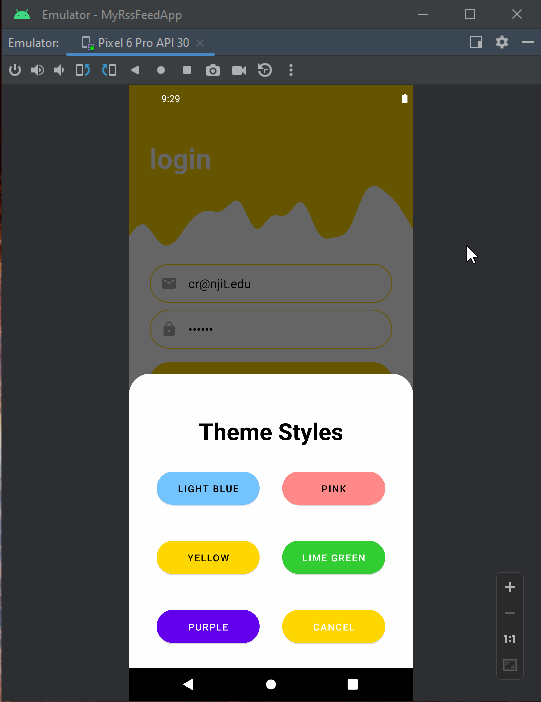 Emulator - MyRssFeedApp
Emulator: Pixel 6 Pro API 30
9:29
login
cr@njit.edu
••••••
Theme Styles
LIGHT BLUE PINK
YELLOW LIME GREEN
PURPLE CANCEL
1:1